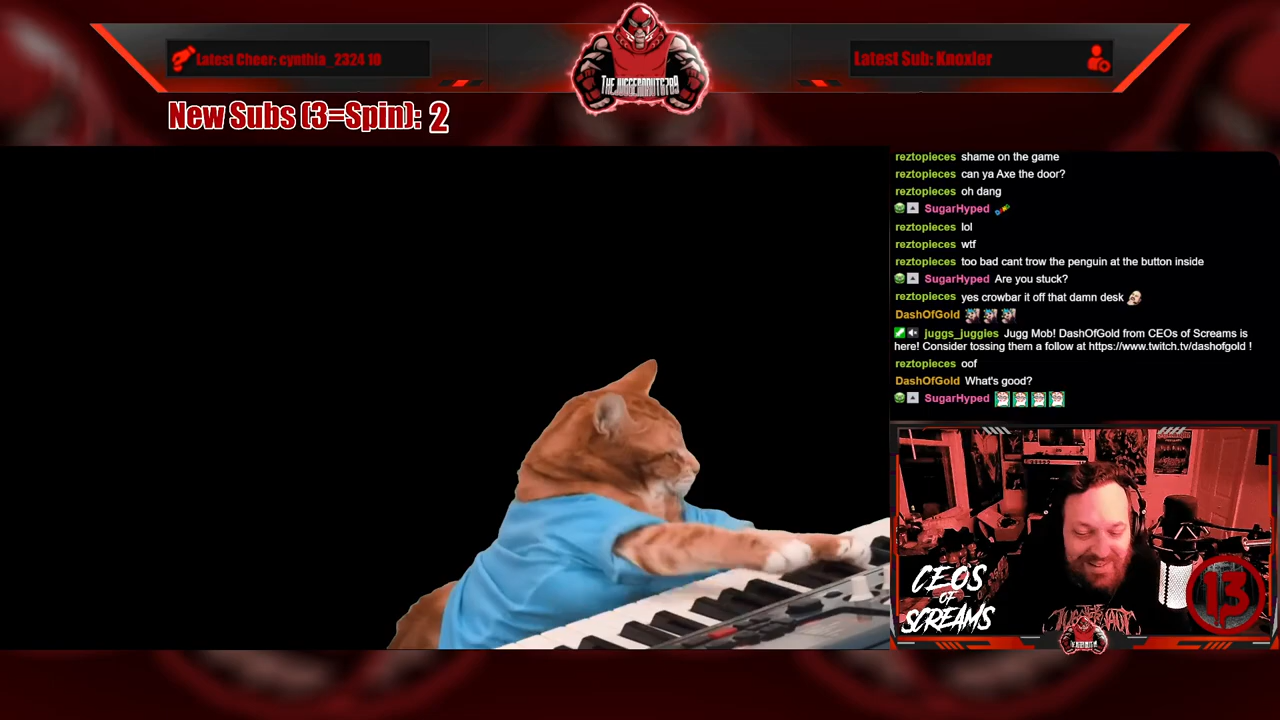 Latest Cheer: cynthia_2324 10
THEJUGGERNAUT6789
Latest Sub: Knoxler
New Subs (3=Spin): 2
reztopieces shame on the game
reztopieces can ya Axe the door?
reztopieces oh dang
SugarHyped
reztopieces lol
reztopieces wtf
reztopieces too bad cant trow the penguin at the button inside
SugarHyped Are you stuck?
reztopieces yes crowbar it off that damn desk
DashOfGold
juggs_juggles Jugg Mob! DashOfGold from CEOs of Screams is
here! Consider tossing them a follow at https://www.twitch.tv/dashofgold !
reztopieces oof
DashOfGold What's good?
SugarHyped
CEOS
OF
SCREAMS
13